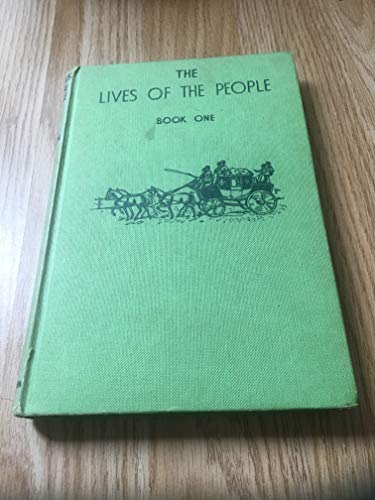 THE
LIVES OF THE PEOPLE
BOOK ONE